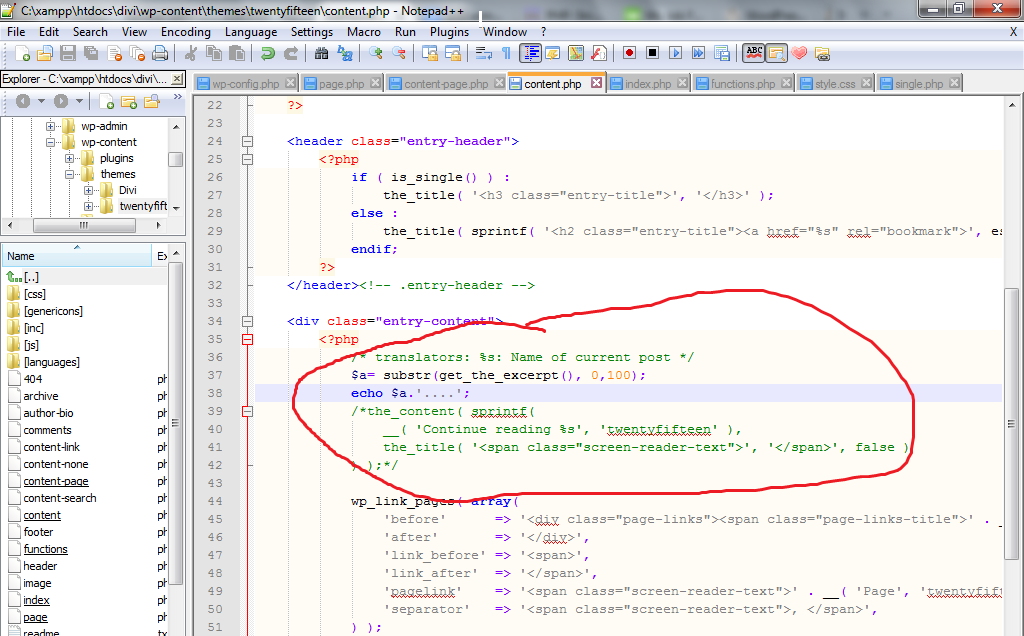 C:\xampp\htdocs\divi\wp-content\themes\twentyfifteen\content.php - Notepad++
File Edit Search View Encoding Language Settings Macro Run Plugins Window ? X
Explorer - C:\xampp\htdocs\divi\...
wp-config.php page.php content-page.php content.php index.php functions.php style.css single.php
wp-admin
wp-content
plugins
themes
Divi
twentyfift
Name Ex
[..]
[css]
[genericons]
[inc]
[js]
[languages]
404 ph
archive ph
author-bio ph
comments ph
content-link ph
content-none ph
content-page ph
content-search ph
content ph
footer ph
functions ph
header ph
image ph
index ph
page ph
readme tx
22 ?>
23
24 <header class="entry-header">
25 <?php
26 if ( is_single() ) :
27 the_title( '<h3 class="entry-title">', '</h3>' );
28 else :
29 the_title( sprintf( '<h2 class="entry-title"><a href="%s" rel="bookmark">', es
30 endif;
31 ?>
32 </header><!-- .entry-header -->
33
34 <div class="entry-content">
35 <?php
36 /* translators: %s: Name of current post */
37 $a= substr(get_the_excerpt(), 0,100);
38 echo $a.'....';
39 /*the_content( sprintf(
40 __( 'Continue reading %s', 'twentyfifteen' ),
41 the_title( '<span class="screen-reader-text">', '</span>', false )
42 ) );*/
43
44 wp_link_pages( array(
45 'before' => '<div class="page-links"><span class="page-links-title">' . _
46 'after' => '</div>',
47 'link_before' => '<span>',
48 'link_after' => '</span>',
49 'pagelink' => '<span class="screen-reader-text">' . __( 'Page', 'twentyfift
50 'separator' => '<span class="screen-reader-text">, </span>',
51 ) );